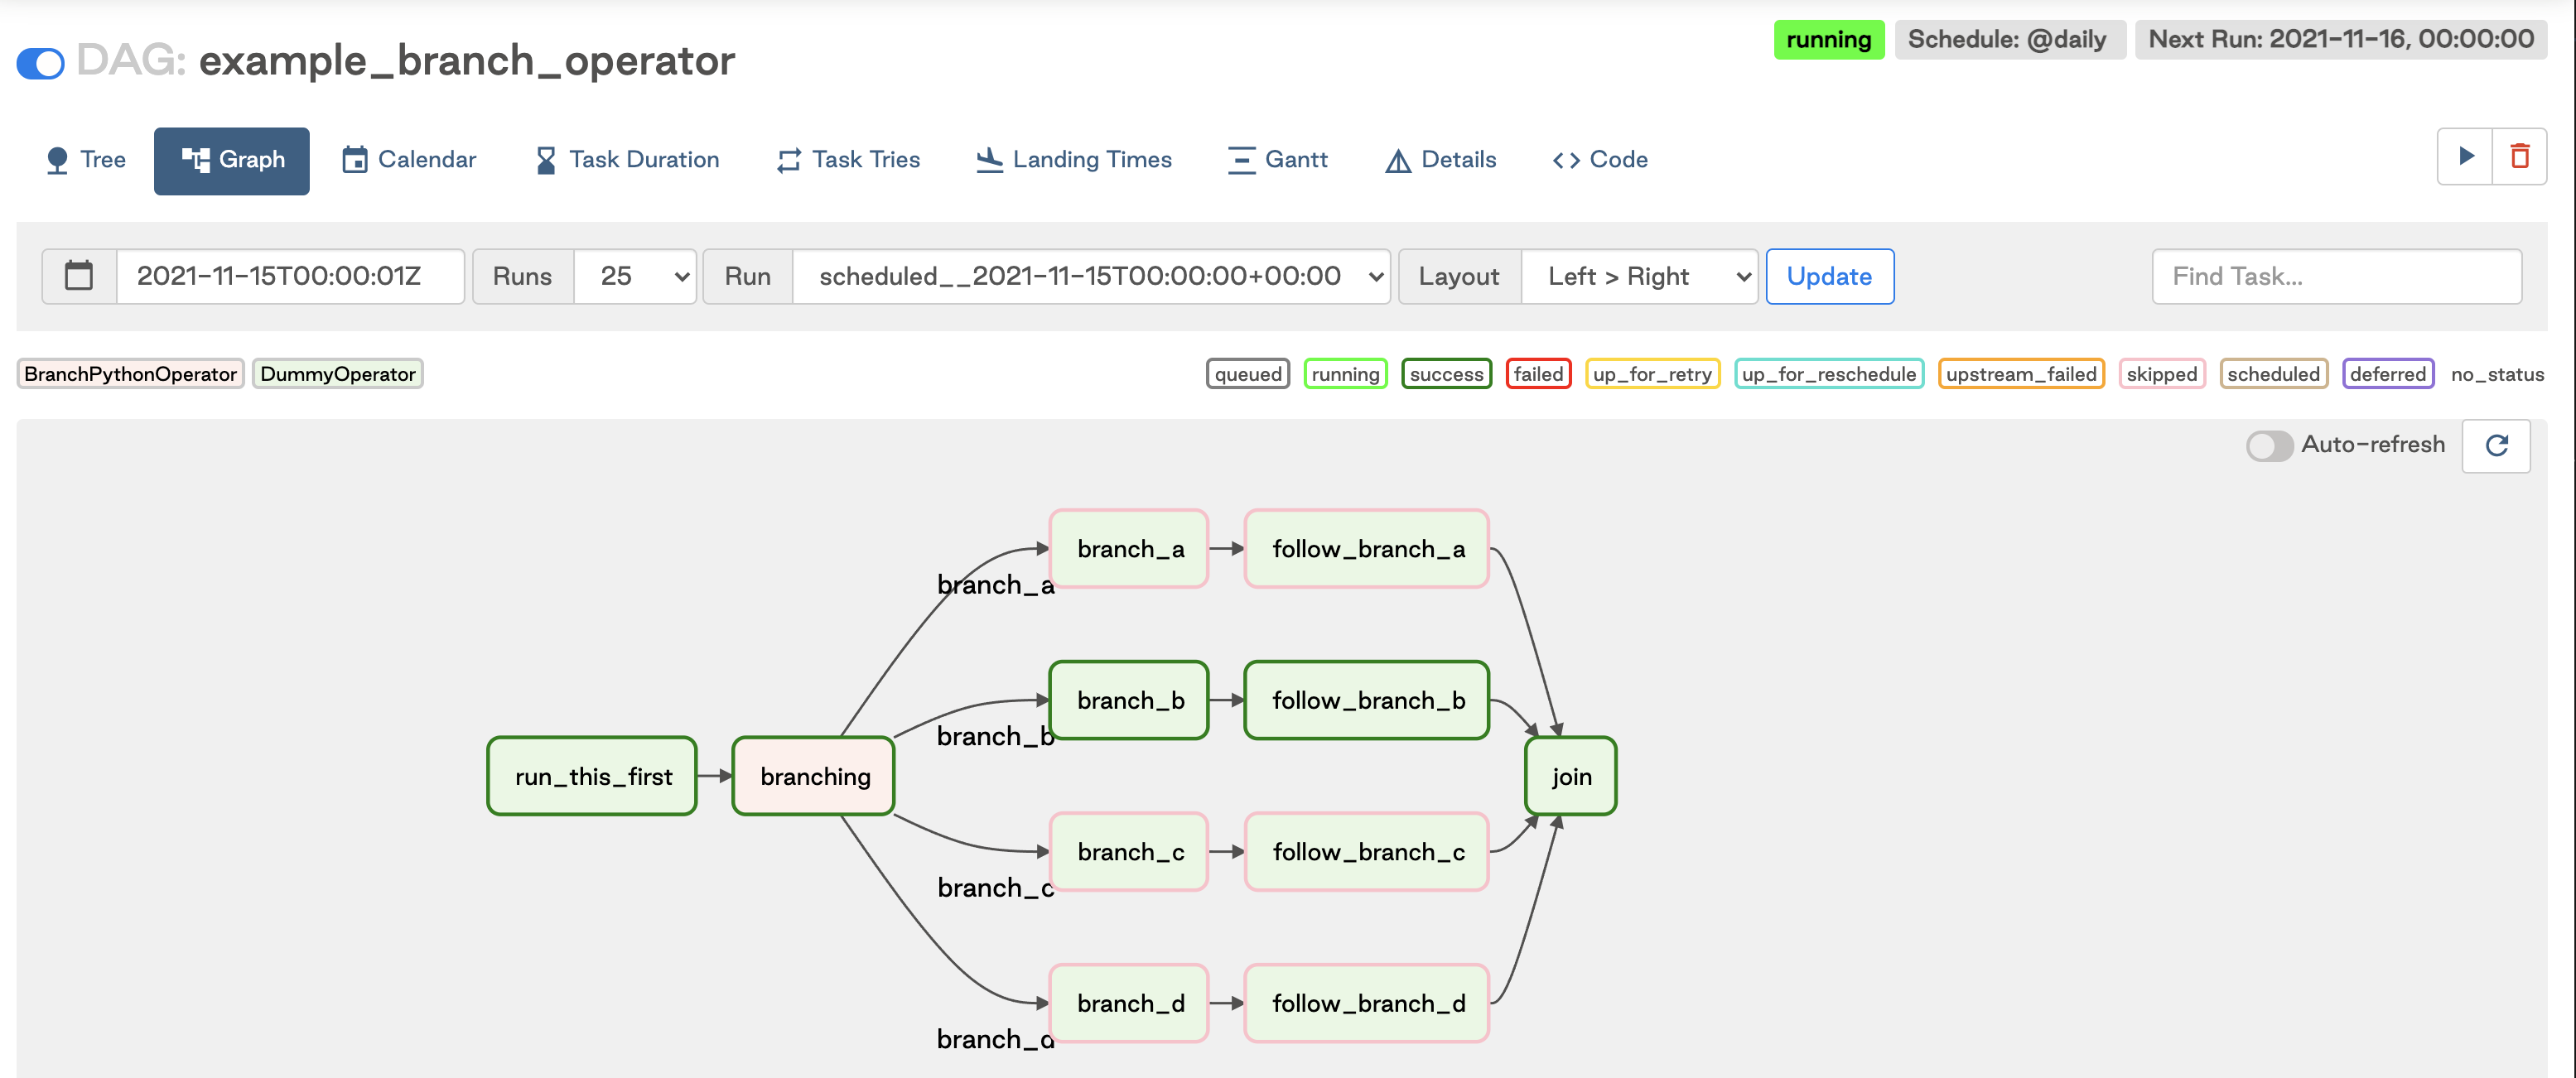 DAG: example_branch_operator
running Schedule: @daily Next Run: 2021-11-16, 00:00:00
Tree Graph Calendar Task Duration Task Tries Landing Times Gantt Details Code
2021-11-15T00:00:01Z Runs 25 Run scheduled__2021-11-15T00:00:00+00:00 Layout Left > Right Update Find Task...
BranchPythonOperator DummyOperator queued running success failed up_for_retry up_for_reschedule upstream_failed skipped scheduled deferred no_status
Auto-refresh
branch_a follow_branch_a
branch_a
branch_b follow_branch_b
branch_b
run_this_first branching join
branch_c follow_branch_c
branch_c
branch_d follow_branch_d
branch_d